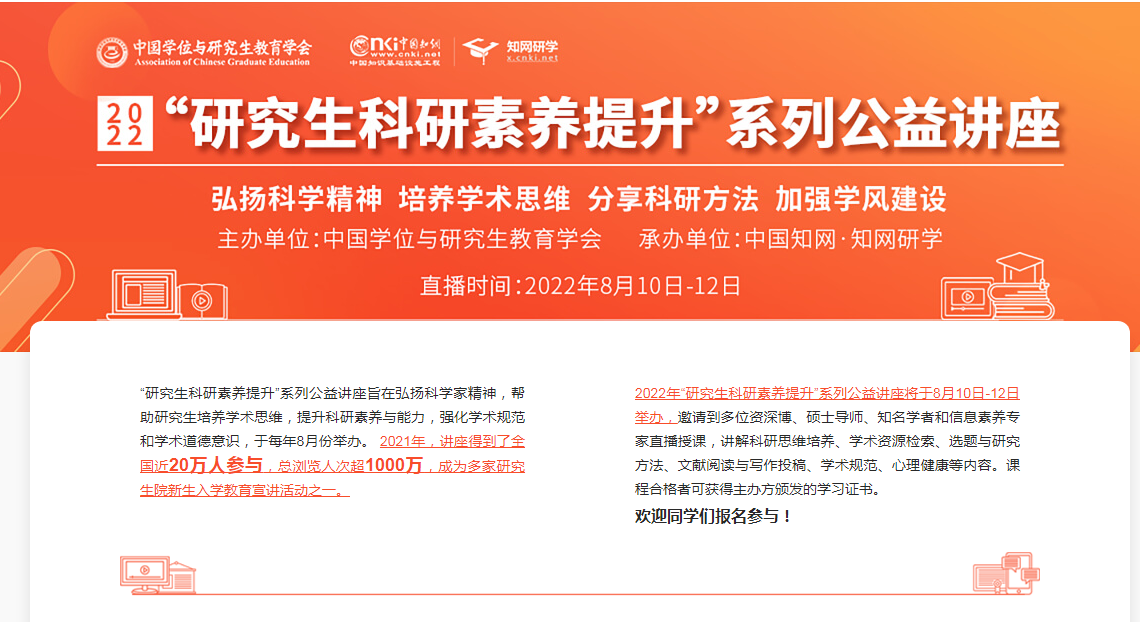 中国学位与研究生教育学会
Association of Chinese Graduate Education
cnki中国知网
www.cnki.net
中国知识基础设施工程
知网研学
x.cnki.net
2022
“研究生科研素养提升”系列公益讲座
弘扬科学精神 培养学术思维 分享科研方法 加强学风建设
主办单位：中国学位与研究生教育学会 承办单位：中国知网·知网研学
直播时间：2022年8月10日-12日
“研究生科研素养提升”系列公益讲座旨在弘扬科学家精神，帮
助研究生培养学术思维，提升科研素养与能力，强化学术规范
和学术道德意识，于每年8月份举办。 2021年，讲座得到了全
国近20万人参与，总浏览人次超1000万，成为多家研究
生院新生入学教育宣讲活动之一。
2022年“研究生科研素养提升”系列公益讲座将于8月10日-12日
举办，邀请到多位资深博、硕士导师、知名学者和信息素养专
家直播授课，讲解科研思维培养、学术资源检索、选题与研究
方法、文献阅读与写作投稿、学术规范、心理健康等内容。课
程合格者可获得主办方颁发的学习证书。
欢迎同学们报名参与！